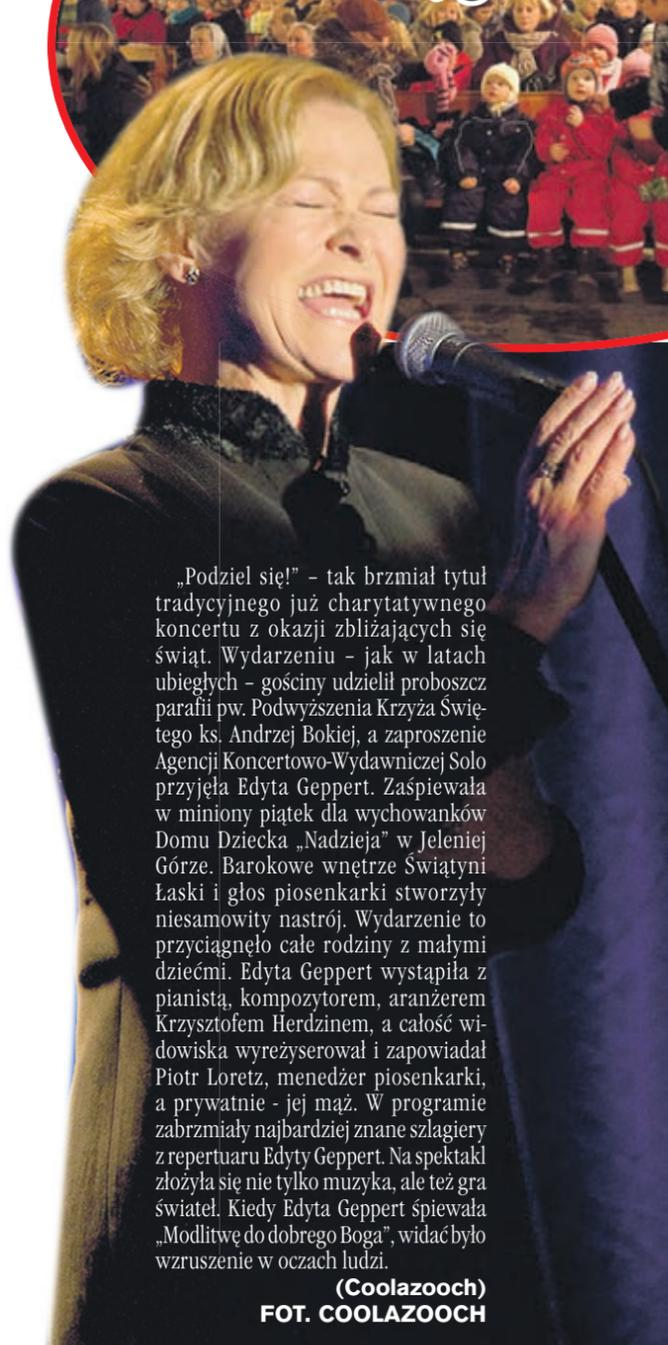 „Podziel się!” – tak brzmiał tytuł
tradycyjnego już charytatywnego
koncertu z okazji zbliżających się
świąt. Wydarzeniu – jak w latach
ubiegłych – gościny udzielił proboszcz
parafii pw. Podwyższenia Krzyża Świę-
tego ks. Andrzej Bokiej, a zaproszenie
Agencji Koncertowo-Wydawniczej Solo
przyjęła Edyta Geppert. Zaśpiewała
w miniony piątek dla wychowanków
Domu Dziecka „Nadzieja” w Jeleniej
Górze. Barokowe wnętrze Świątyni
Łaski i głos piosenkarki stworzyły
niesamowity nastrój. Wydarzenie to
przyciągnęło całe rodziny z małymi
dziećmi. Edyta Geppert wystąpiła z
pianistą, kompozytorem, aranżerem
Krzysztofem Herdzinem, a całość wi-
dowiska wyreżyserował i zapowiadał
Piotr Loretz, menedżer piosenkarki,
a prywatnie - jej mąż. W programie
zabrzmiały najbardziej znane szlagiery
z repertuaru Edyty Geppert. Na spektakl
złożyła się nie tylko muzyka, ale też gra
świateł. Kiedy Edyta Geppert śpiewała
„Modlitwę do dobrego Boga”, widać było
wzruszenie w oczach ludzi.
(Coolazooch)
FOT. COOLAZOOCH